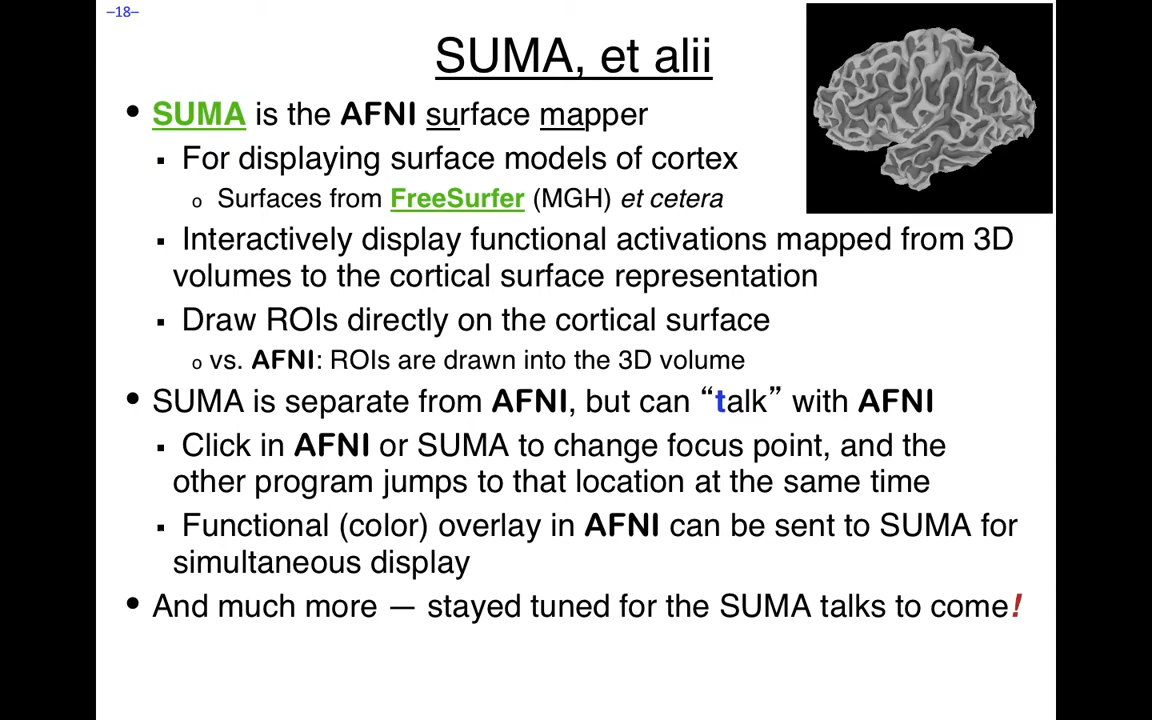 –18–
SUMA, et alii
• SUMA is the AFNI surface mapper
▪ For displaying surface models of cortex
o Surfaces from FreeSurfer (MGH) et cetera
▪ Interactively display functional activations mapped from 3D
volumes to the cortical surface representation
▪ Draw ROIs directly on the cortical surface
o vs. AFNI: ROIs are drawn into the 3D volume
• SUMA is separate from AFNI, but can “talk” with AFNI
▪ Click in AFNI or SUMA to change focus point, and the
other program jumps to that location at the same time
▪ Functional (color) overlay in AFNI can be sent to SUMA for
simultaneous display
• And much more — stayed tuned for the SUMA talks to come!